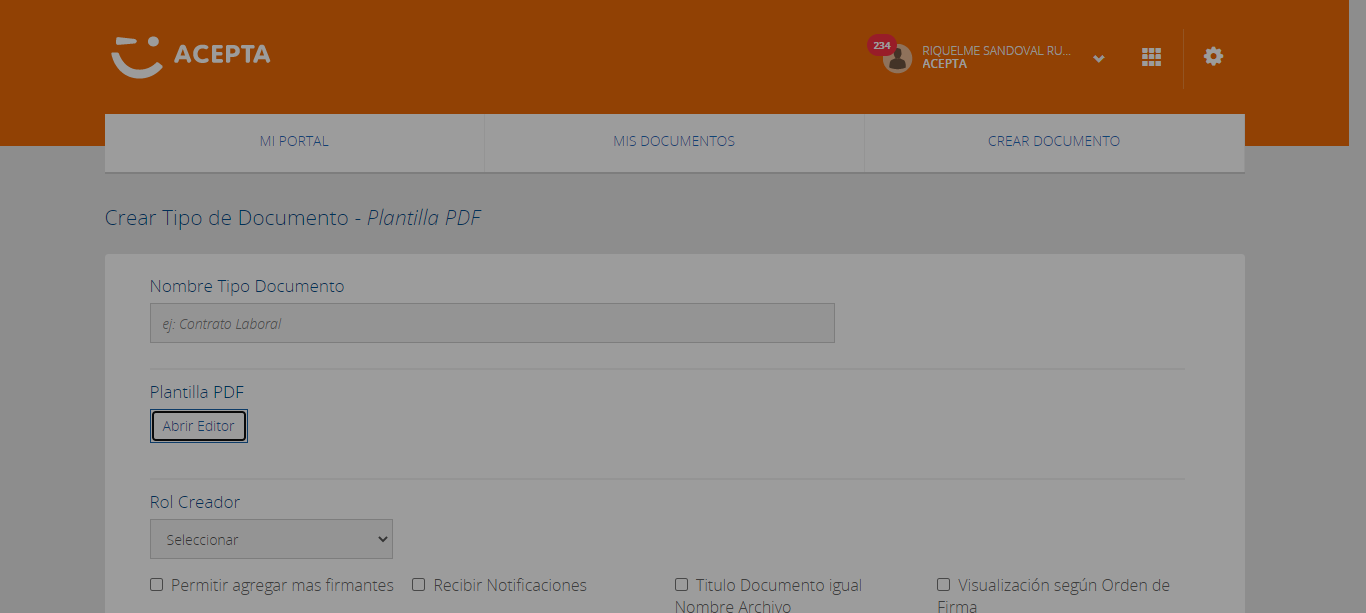 ACEPTA
234
RIQUELME SANDOVAL RU...
ACEPTA
MI PORTAL
MIS DOCUMENTOS
CREAR DOCUMENTO
Crear Tipo de Documento - Plantilla PDF
Nombre Tipo Documento
ej: Contrato Laboral
Plantilla PDF
Abrir Editor
Rol Creador
Seleccionar
Permitir agregar mas firmantes
Recibir Notificaciones
Titulo Documento igual
Nombre Archivo
Visualización según Orden de
Firma